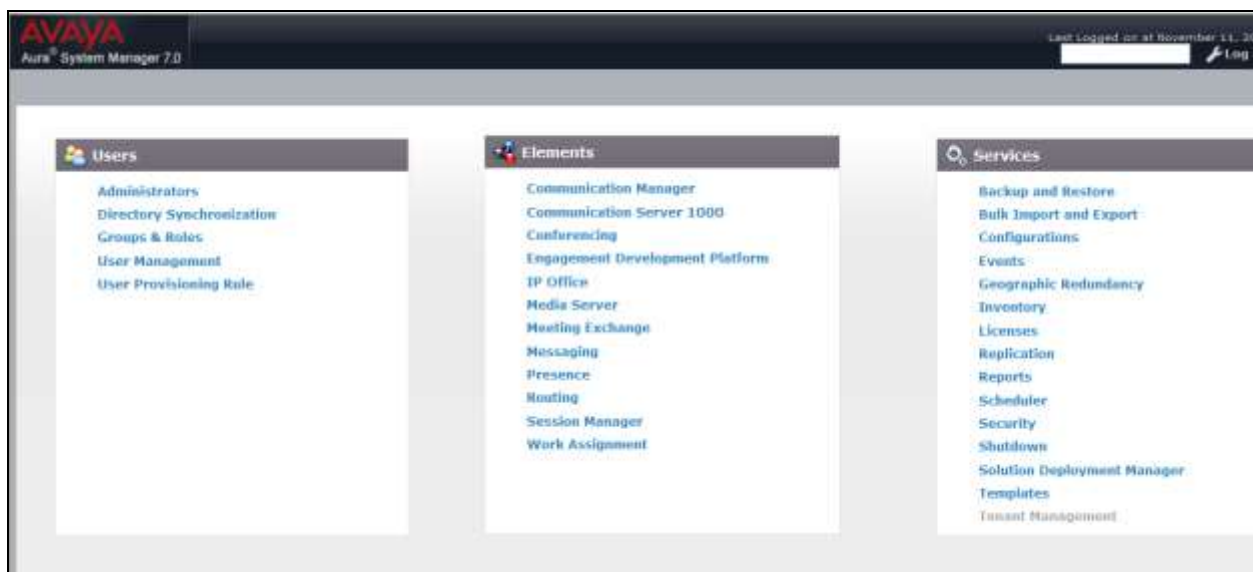 AVAYA
Aura® System Manager 7.0
Last Logged on at November 11, 20
Log
Users
Administrators
Directory Synchronization
Groups & Roles
User Management
User Provisioning Rule
Elements
Communication Manager
Communication Server 1000
Conferencing
Engagement Development Platform
IP Office
Media Server
Meeting Exchange
Messaging
Presence
Routing
Session Manager
Work Assignment
Services
Backup and Restore
Bulk Import and Export
Configurations
Events
Geographic Redundancy
Inventory
Licenses
Replication
Reports
Scheduler
Security
Shutdown
Solution Deployment Manager
Templates
Tenant Management